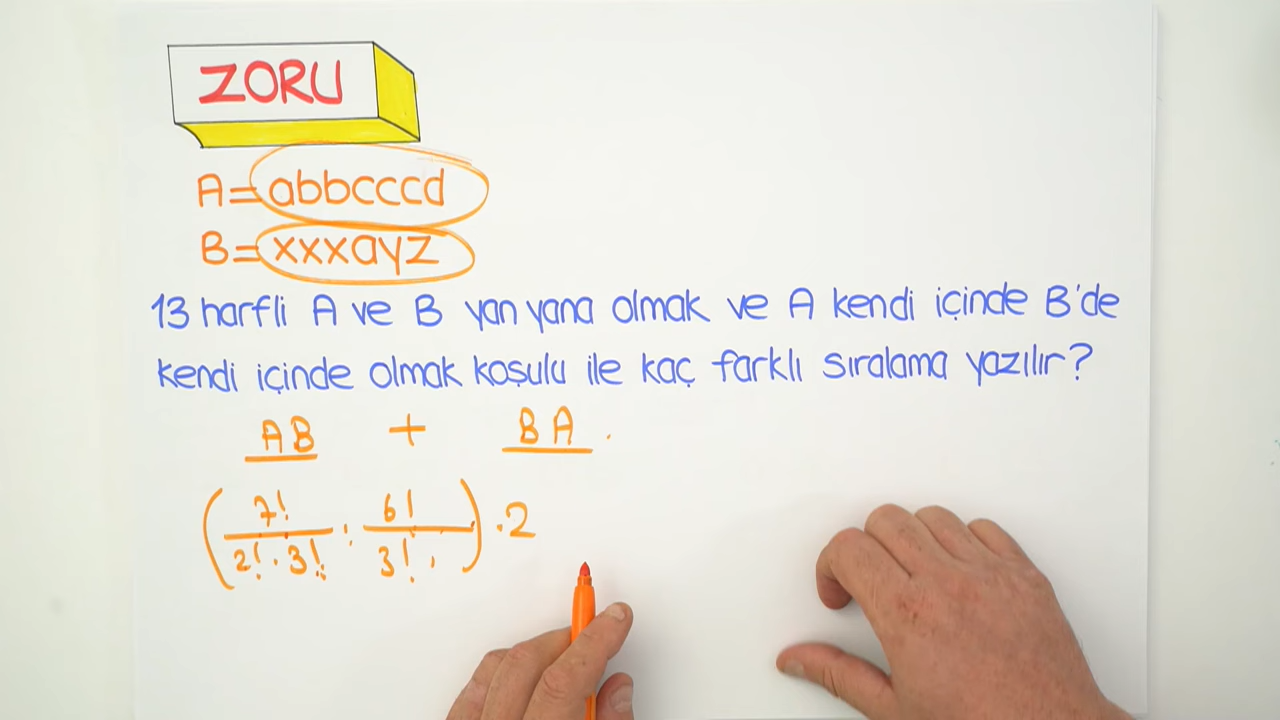 ZORU
A=abbcccd
B=xxxayz
13 harfli A ve B yan yana olmak ve A kendi içinde B'de
kendi içinde olmak koşulu ile kaç farklı sıralama yazılır?
AB + BA.
(7!/2!.3! . 6!/3!.).2